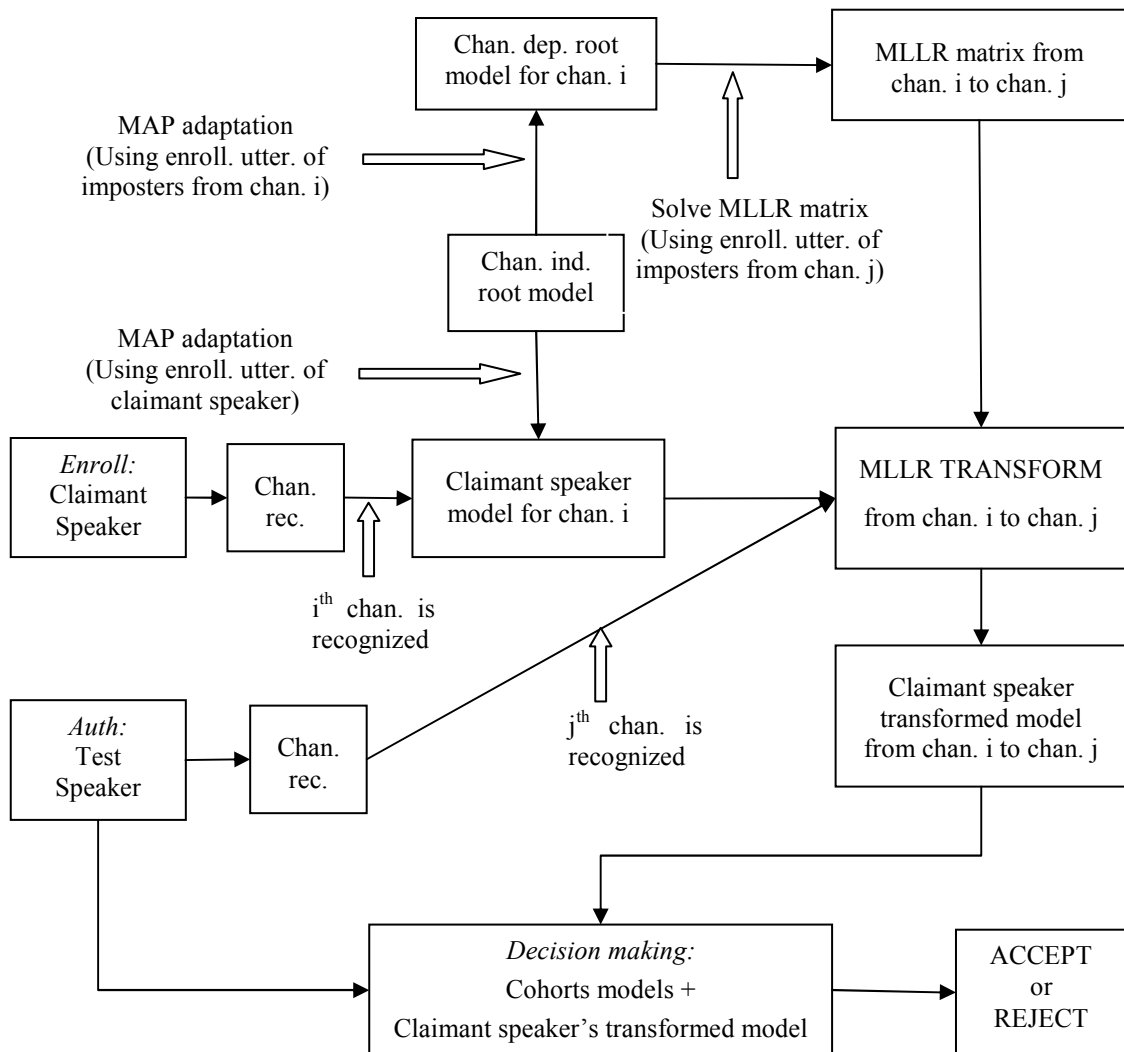 Chan. dep. root
model for chan. i
MLLR matrix from
chan. i to chan. j
MAP adaptation
(Using enroll. utter. of
imposters from chan. i)
Solve MLLR matrix
(Using enroll. utter. of
imposters from chan. j)
Chan. ind.
root model
MAP adaptation
(Using enroll. utter. of
claimant speaker)
Enroll:
Claimant
Speaker
Chan.
rec.
Claimant speaker
model for chan. i
MLLR TRANSFORM
from chan. i to chan. j
ith chan. is
recognized
Auth:
Test
Speaker
Chan.
rec.
jth chan. is
recognized
Claimant speaker
transformed model
from chan. i to chan. j
Decision making:
Cohorts models +
Claimant speaker's transformed model
ACCEPT
or
REJECT